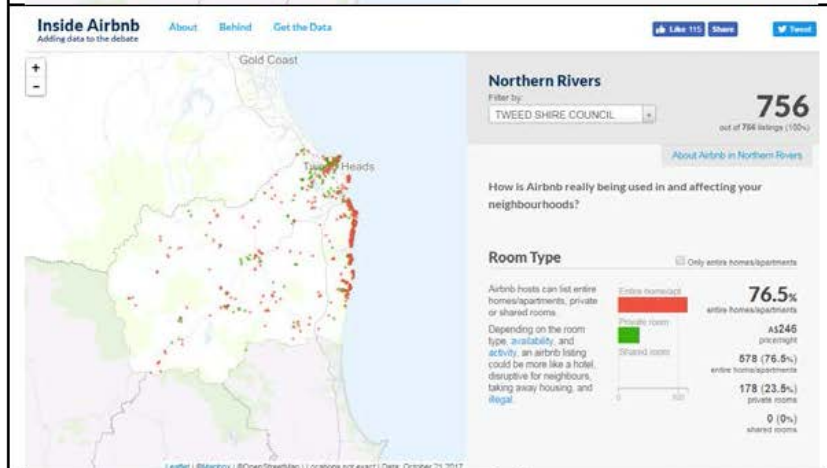 Inside Airbnb
Adding data to the debate
About Behind Get the Data
Like 115 Share Tweet
+
-
Gold Coast
Tweed Heads
Northern Rivers
Filter by:
TWEED SHIRE COUNCIL
756
out of 756 listings (100%)
About Airbnb in Northern Rivers
How is Airbnb really being used in and affecting your
neighbourhoods?
Room Type
Only entire homes/apartments
Airbnb hosts can list entire
homes/apartments, private
or shared rooms.
Depending on the room
type, availability, and
activity, an airbnb listing
could be more like a hotel,
disruptive for neighbours,
taking away housing, and
illegal.
Entire home/apt
Private room
Shared room
0 500
76.5%
entire homes/apartments
A$246
price/night
578 (76.5%)
entire homes/apartments
178 (23.5%)
private rooms
0 (0%)
shared rooms
Leaflet | ©Mapbox | ©OpenStreetMap | Locations not exact | Data: October 21 2017